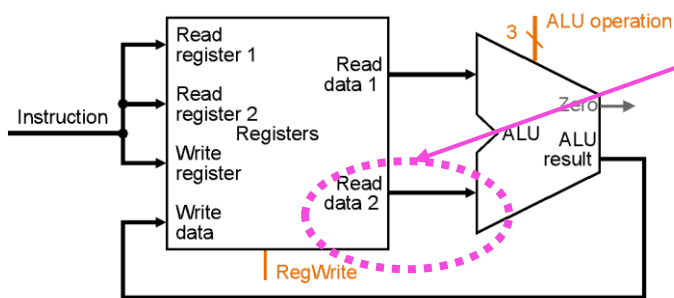 3
ALU operation
Read
register 1
Read
data 1
Instruction
Read
register 2
Registers
Zero
ALU
ALU
result
Write
register
Read
data 2
Write
data
RegWrite